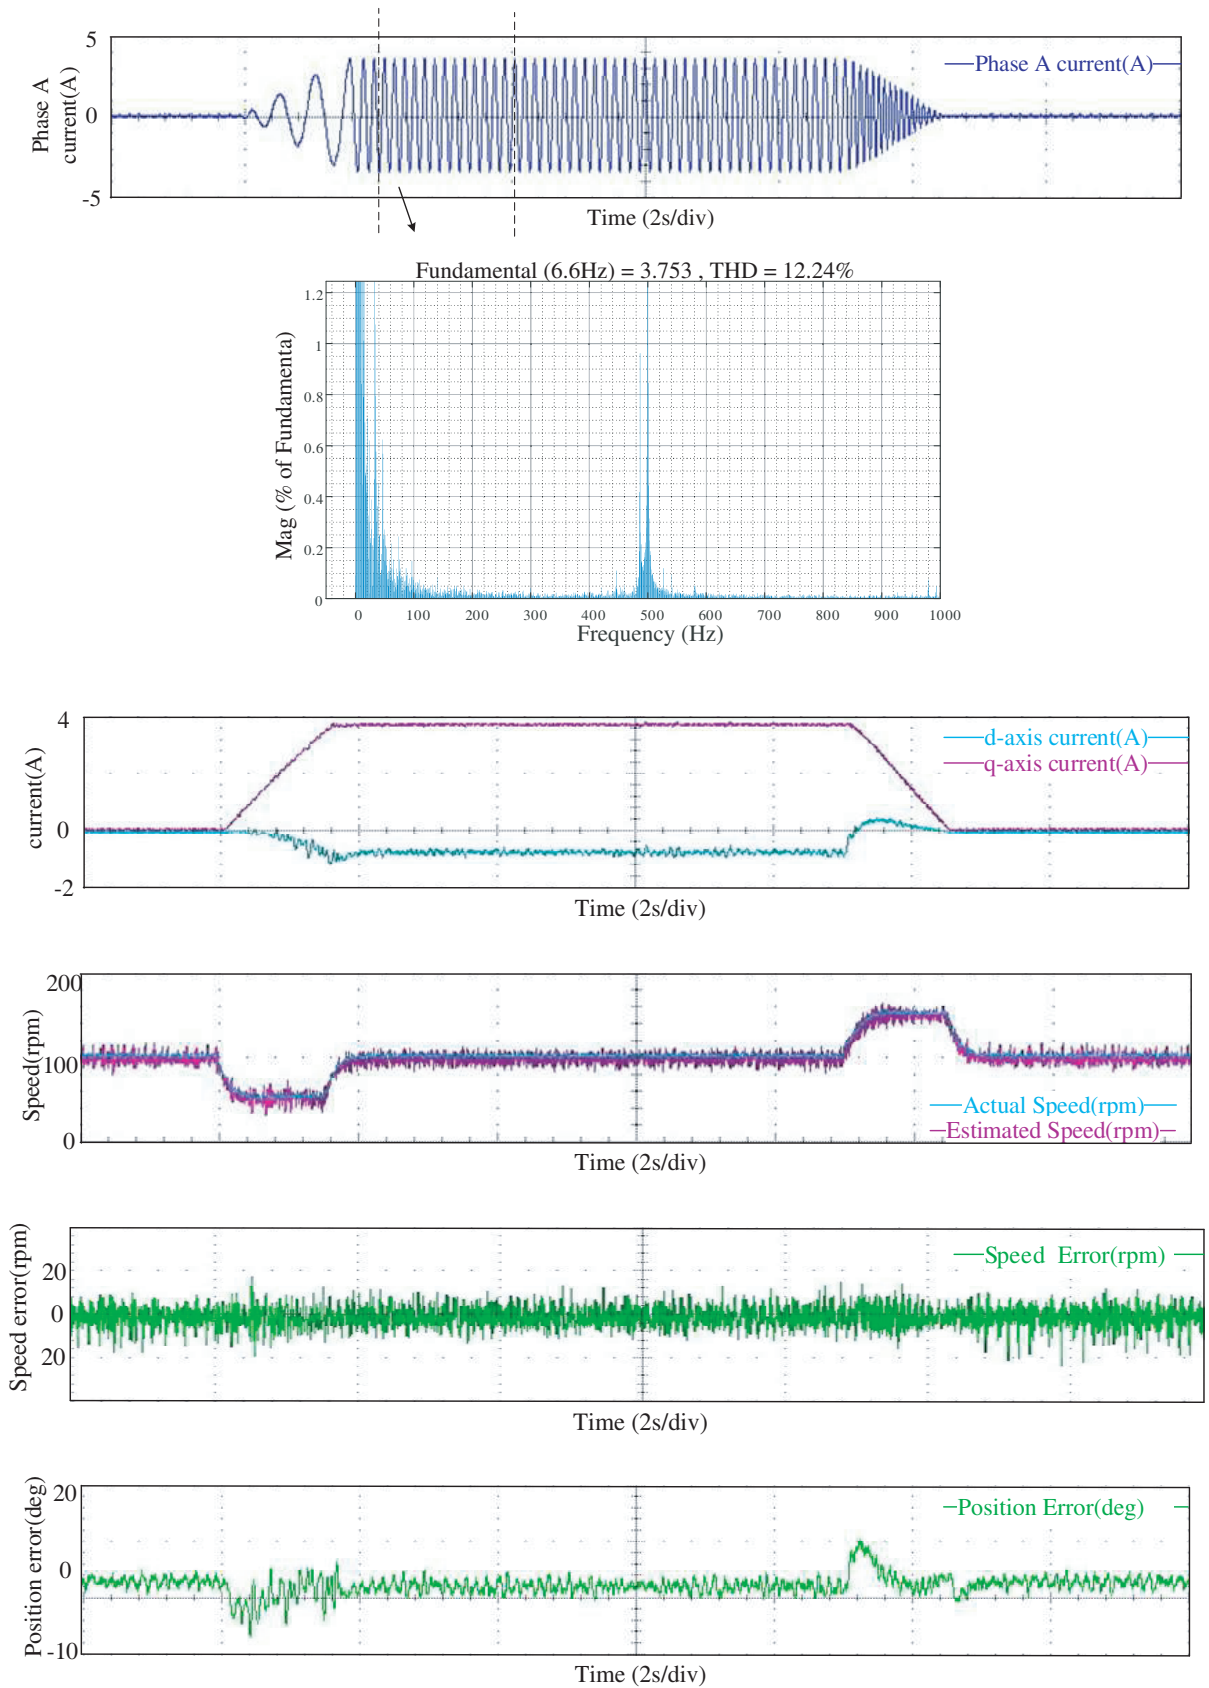 5
0
-5
Phase A
current(A)
Phase A current(A)
Time (2s/div)
Fundamental (6.6Hz) = 3.753 , THD = 12.24%
Mag (% of Fundamenta)
1.2
1
0.8
0.6
0.4
0.2
0
0 100 200 300 400 500 600 700 800 900 1000
Frequency (Hz)
current(A)
4
0
-2
d-axis current(A)
q-axis current(A)
Time (2s/div)
Speed(rpm)
200
100
0
Actual Speed(rpm)
Estimated Speed(rpm)
Time (2s/div)
Speed error(rpm)
20
0
20
Speed Error(rpm)
Time (2s/div)
Position error(deg)
20
0
-10
Position Error(deg)
Time (2s/div)